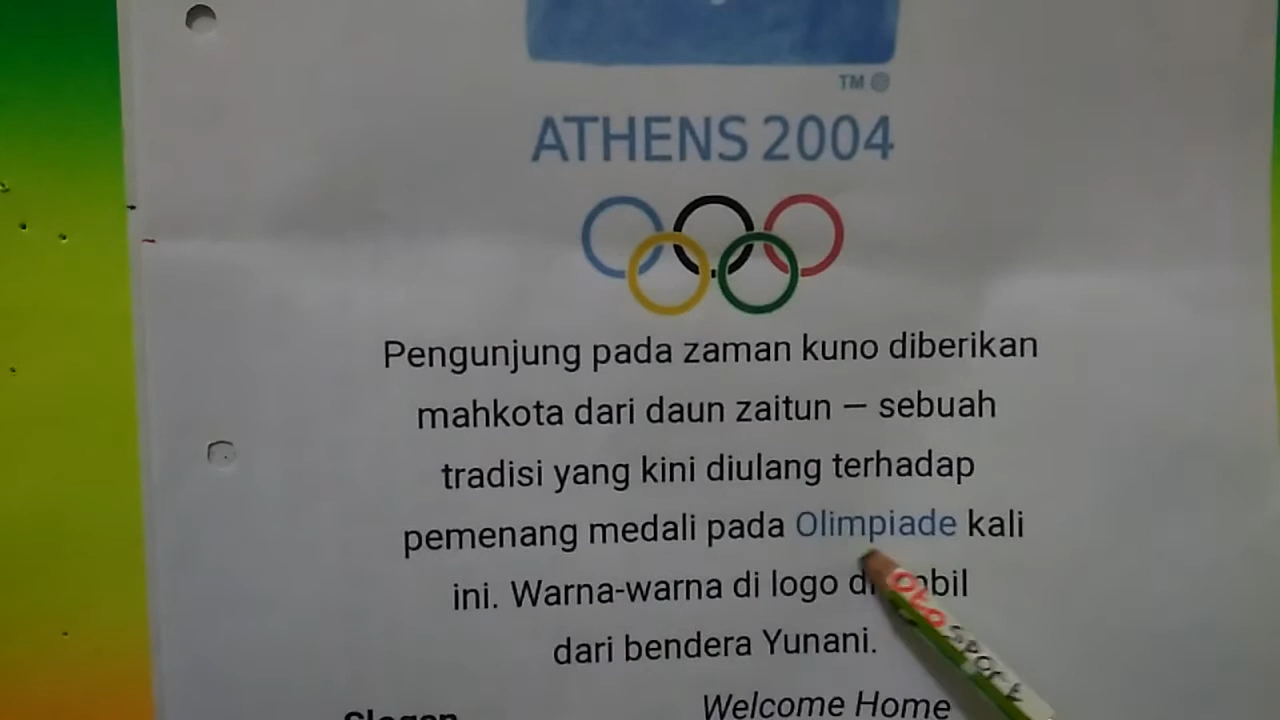 TM
ATHENS 2004
Pengunjung pada zaman kuno diberikan
mahkota dari daun zaitun — sebuah
tradisi yang kini diulang terhadap
pemenang medali pada Olimpiade kali
ini. Warna-warna di logo
dari bendera Yunani.
Slogan
Welcome Home